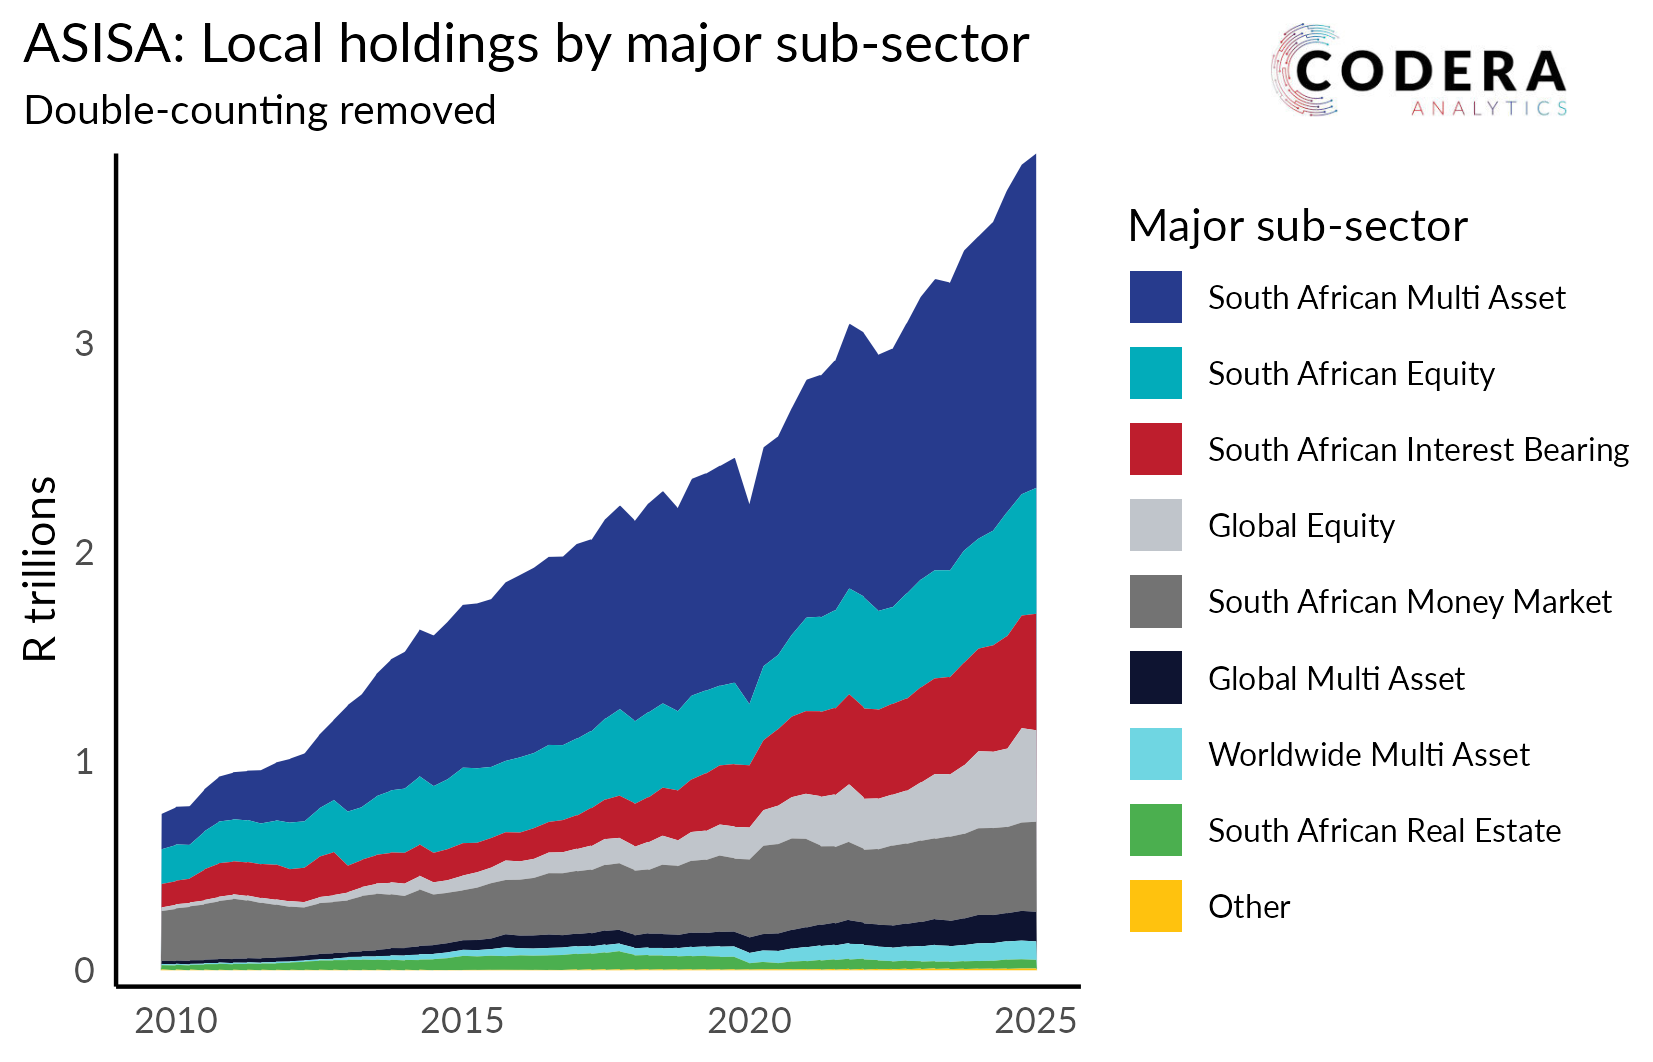 ASISA: Local holdings by major sub-sector
Double-counting removed
CODERA
ANALYTICS
R trillions
3
2
1
0
2010
2015
2020
2025
Major sub-sector
South African Multi Asset
South African Equity
South African Interest Bearing
Global Equity
South African Money Market
Global Multi Asset
Worldwide Multi Asset
South African Real Estate
Other